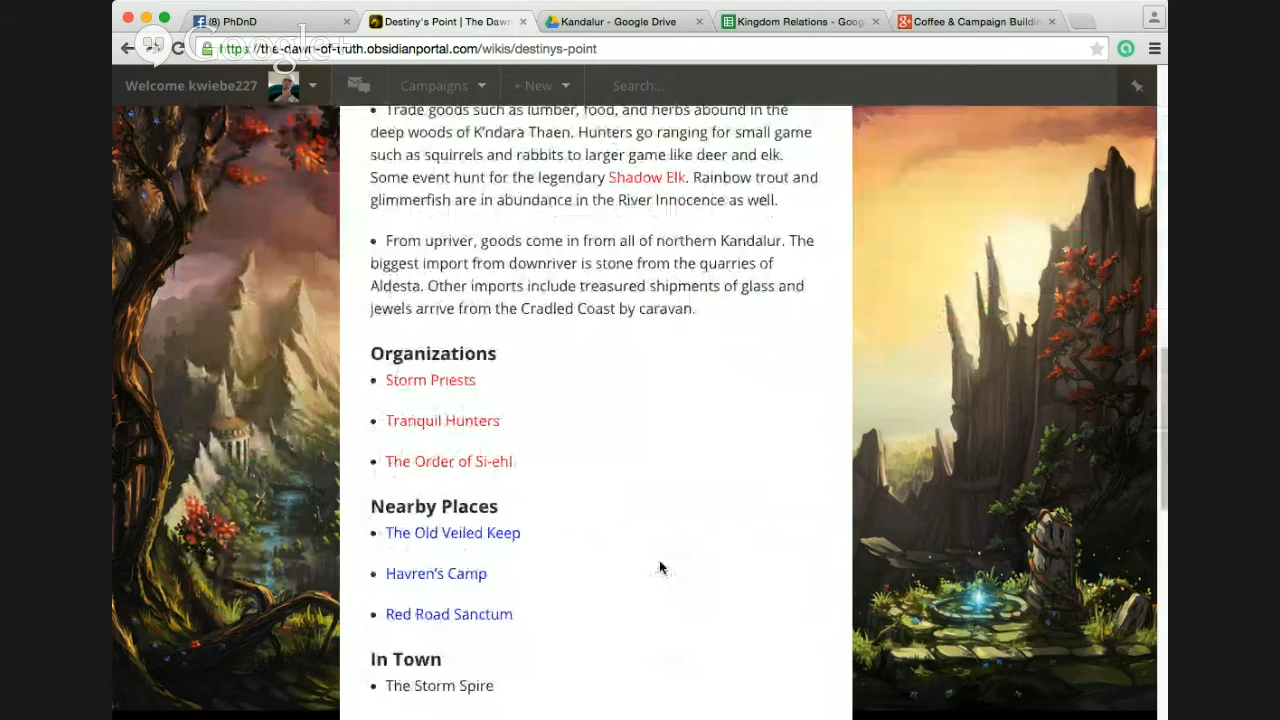 (8) PhDnD
Destiny's Point | The Dawn
Kandalur - Google Drive
Kingdom Relations - Goog
Coffee & Campaign Buildin
Google+
https://the-dawn-of-truth.obsidianportal.com/wikis/destinys-point
Welcome kwiebe227
Campaigns
+ New
Search...
• Trade goods such as lumber, food, and herbs abound in the
deep woods of K'ndara Thaen. Hunters go ranging for small game
such as squirrels and rabbits to larger game like deer and elk.
Some event hunt for the legendary Shadow Elk. Rainbow trout and
glimmerfish are in abundance in the River Innocence as well.
• From upriver, goods come in from all of northern Kandalur. The
biggest import from downriver is stone from the quarries of
Aldesta. Other imports include treasured shipments of glass and
jewels arrive from the Cradled Coast by caravan.
Organizations
• Storm Priests
• Tranquil Hunters
• The Order of Si-ehl
Nearby Places
• The Old Veiled Keep
• Havren's Camp
• Red Road Sanctum
In Town
• The Storm Spire